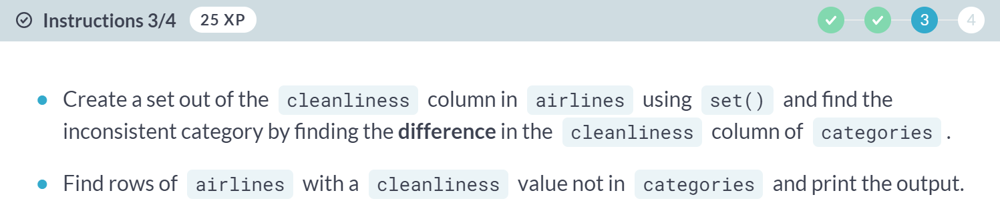 Instructions 3/4 25 XP 3 4
Create a set out of the cleanliness column in airlines using set() and find the
inconsistent category by finding the difference in the cleanliness column of categories .
Find rows of airlines with a cleanliness value not in categories and print the output.